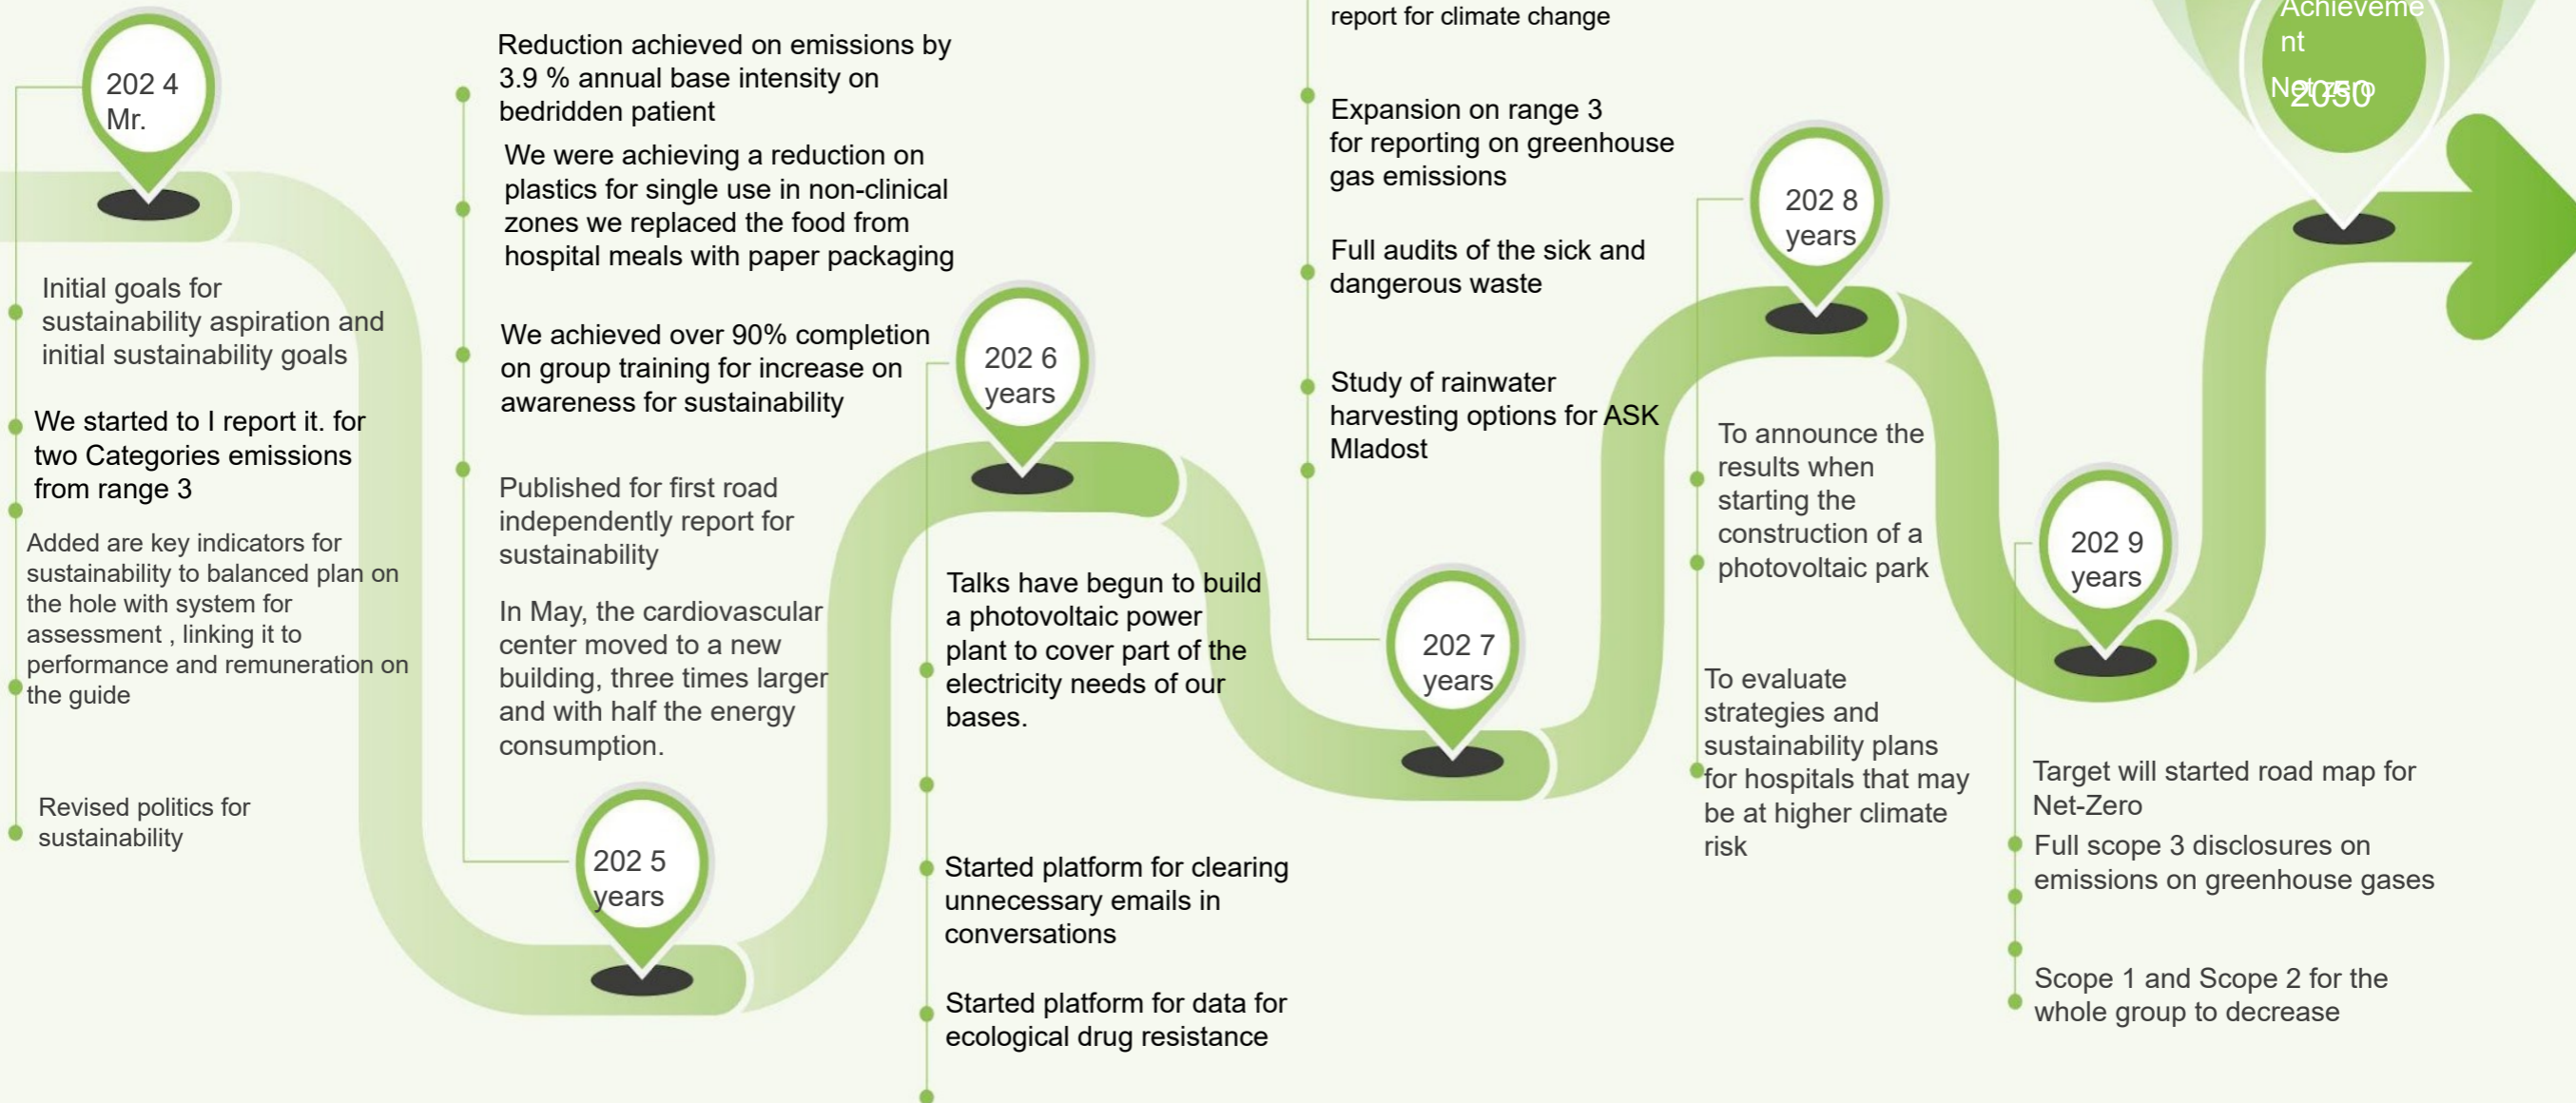 202 4
Mr.
Initial goals for
sustainability aspiration and
initial sustainability goals
We started to I report it. for
two Categories emissions
from range 3
Added are key indicators for
sustainability to balanced plan on
the hole with system for
assessment , linking it to
performance and remuneration on
the guide
Revised politics for
sustainability
Reduction achieved on emissions by
3.9 % annual base intensity on
bedridden patient
We were achieving a reduction on
plastics for single use in non-clinical
zones we replaced the food from
hospital meals with paper packaging
We achieved over 90% completion
on group training for increase on
awareness for sustainability
Published for first road
independently report for
sustainability
In May, the cardiovascular
center moved to a new
building, three times larger
and with half the energy
consumption.
202 5
years
202 6
years
Talks have begun to build
a photovoltaic power
plant to cover part of the
electricity needs of our
bases.
Started platform for clearing
unnecessary emails in
conversations
Started platform for data for
ecological drug resistance
report for climate change
Expansion on range 3
for reporting on greenhouse
gas emissions
Full audits of the sick and
dangerous waste
Study of rainwater
harvesting options for ASK
Mladost
202 7
years
202 8
years
To announce the
results when
starting the
construction of a
photovoltaic park
To evaluate
strategies and
sustainability plans
for hospitals that may
be at higher climate
risk
202 9
years
Target will started road map for
Net-Zero
Full scope 3 disclosures on
emissions on greenhouse gases
Scope 1 and Scope 2 for the
whole group to decrease
Achieveme
nt
Net zero
2050